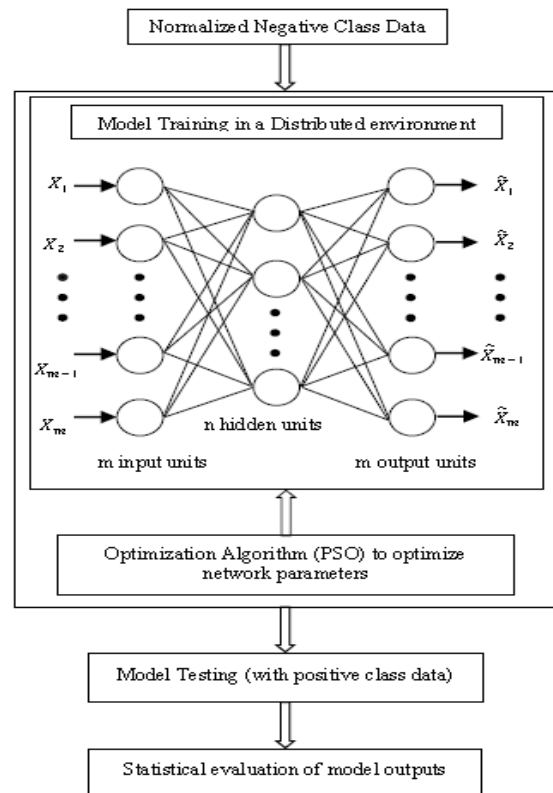 Normalized Negative Class Data
Model Training in a Distributed environment
X₁ X̂₁
X₂ X̂₂
Xₘ₋₁ X̂ₘ₋₁
Xₘ X̂ₘ
n hidden units
m input units m output units
Optimization Algorithm (PSO) to optimize
network parameters
Model Testing (with positive class data)
Statistical evaluation of model outputs